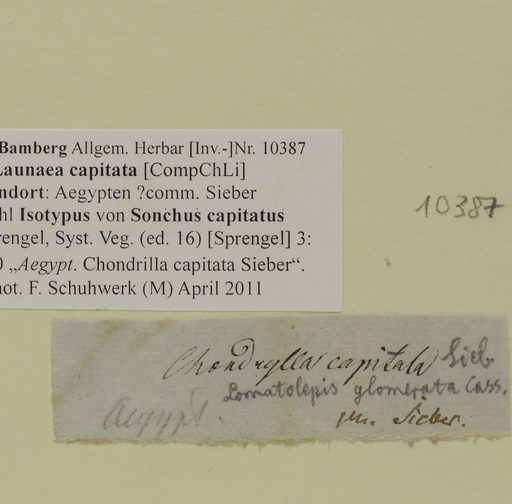 Bamberg Allgem. Herbar [Inv.-]Nr. 10387
Launaea capitata [CompChLi]
ndort: Aegypten ?comm. Sieber
hl Isotypus von Sonchus capitatus
rengel, Syst. Veg. (ed. 16) [Sprengel] 3:
0 „Aegypt. Chondrilla capitata Sieber“.
not. F. Schuhwerk (M) April 2011
10387
Chondrylla capitata Sieb.
Lomatolepis glomerata Cass.
Aegypt. Sieber.